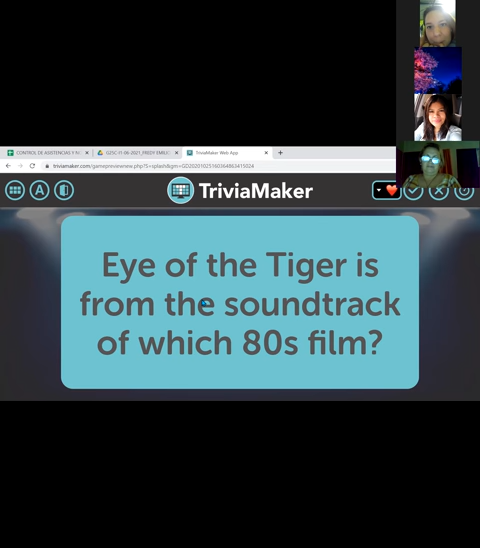 CONTROL DE ASISTENCIAS Y
TriviaMaker Web App
triviamaker.com/gamepreviewnew.php?
TriviaMaker
A
Eye of the Tiger is
from the soundtrack
of which 80s film?